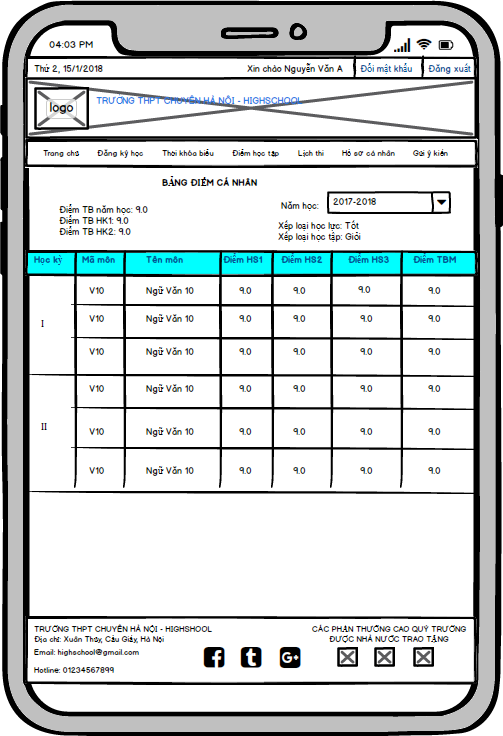 04:03 PM
Thứ 2, 15/1/2018 Xin chào Nguyễn Văn A Đổi mật khẩu Đăng xuất
logo
TRƯỜNG THPT CHUYÊN HÀ NỘI - HIGHSCHOOL
Trang chủ Đăng ký học Thời khóa biểu Điểm học tập Lịch thi Hồ sơ cá nhân Gửi ý kiến
BẢNG ĐIỂM CÁ NHÂN
Năm học: 2017-2018
Điểm TB năm học: 9.0
Điểm TB HK1: 9.0
Điểm TB HK2: 9.0
Xếp loại học lực: Tốt
Xếp loại học tập: Giỏi
Học kỳ Mã môn Tên môn Điểm HS1 Điểm HS2 Điểm HS3 Điểm TBM
V10 Ngữ Văn 10 9.0 9.0 9.0 9.0
I V10 Ngữ Văn 10 9.0 9.0 9.0 9.0
V10 Ngữ Văn 10 9.0 9.0 9.0 9.0
V10 Ngữ Văn 10 9.0 9.0 9.0 9.0
II V10 Ngữ Văn 10 9.0 9.0 9.0 9.0
V10 Ngữ Văn 10 9.0 9.0 9.0 9.0
TRƯỜNG THPT CHUYÊN HÀ NỘI - HIGHSHOOL
Địa chỉ: Xuân Thủy, Cầu Giấy, Hà Nội
Email: highschool@gmail.com
Hotline: 01234567899
CÁC PHẦN THƯỞNG CAO QUÝ TRƯỜNG
ĐƯỢC NHÀ NƯỚC TRAO TẶNG